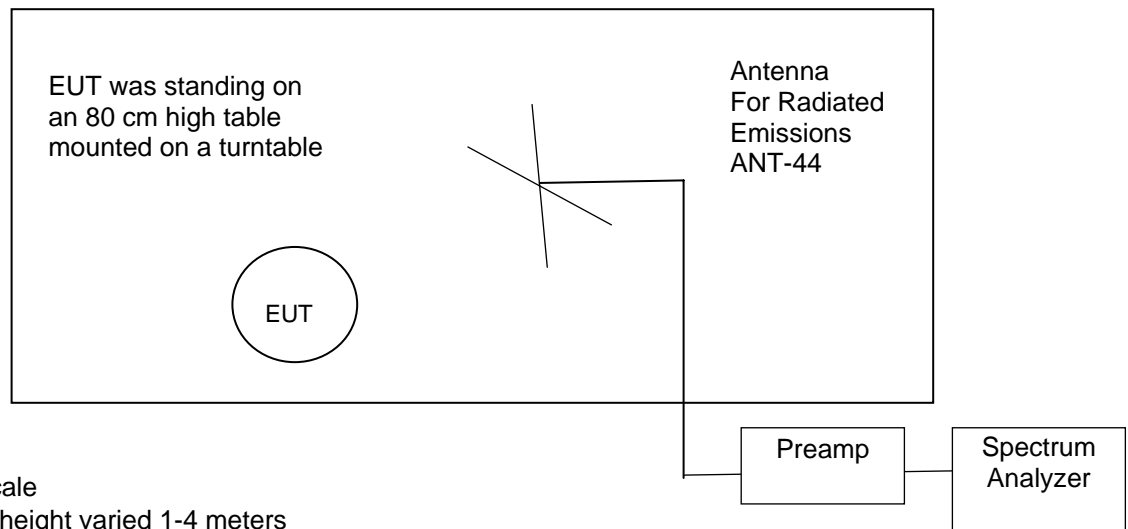 EUT was standing on
an 80 cm high table
mounted on a turntable
Antenna
For Radiated
Emissions
ANT-44
EUT
Preamp
Spectrum
Analyzer
height varied 1-4 meters